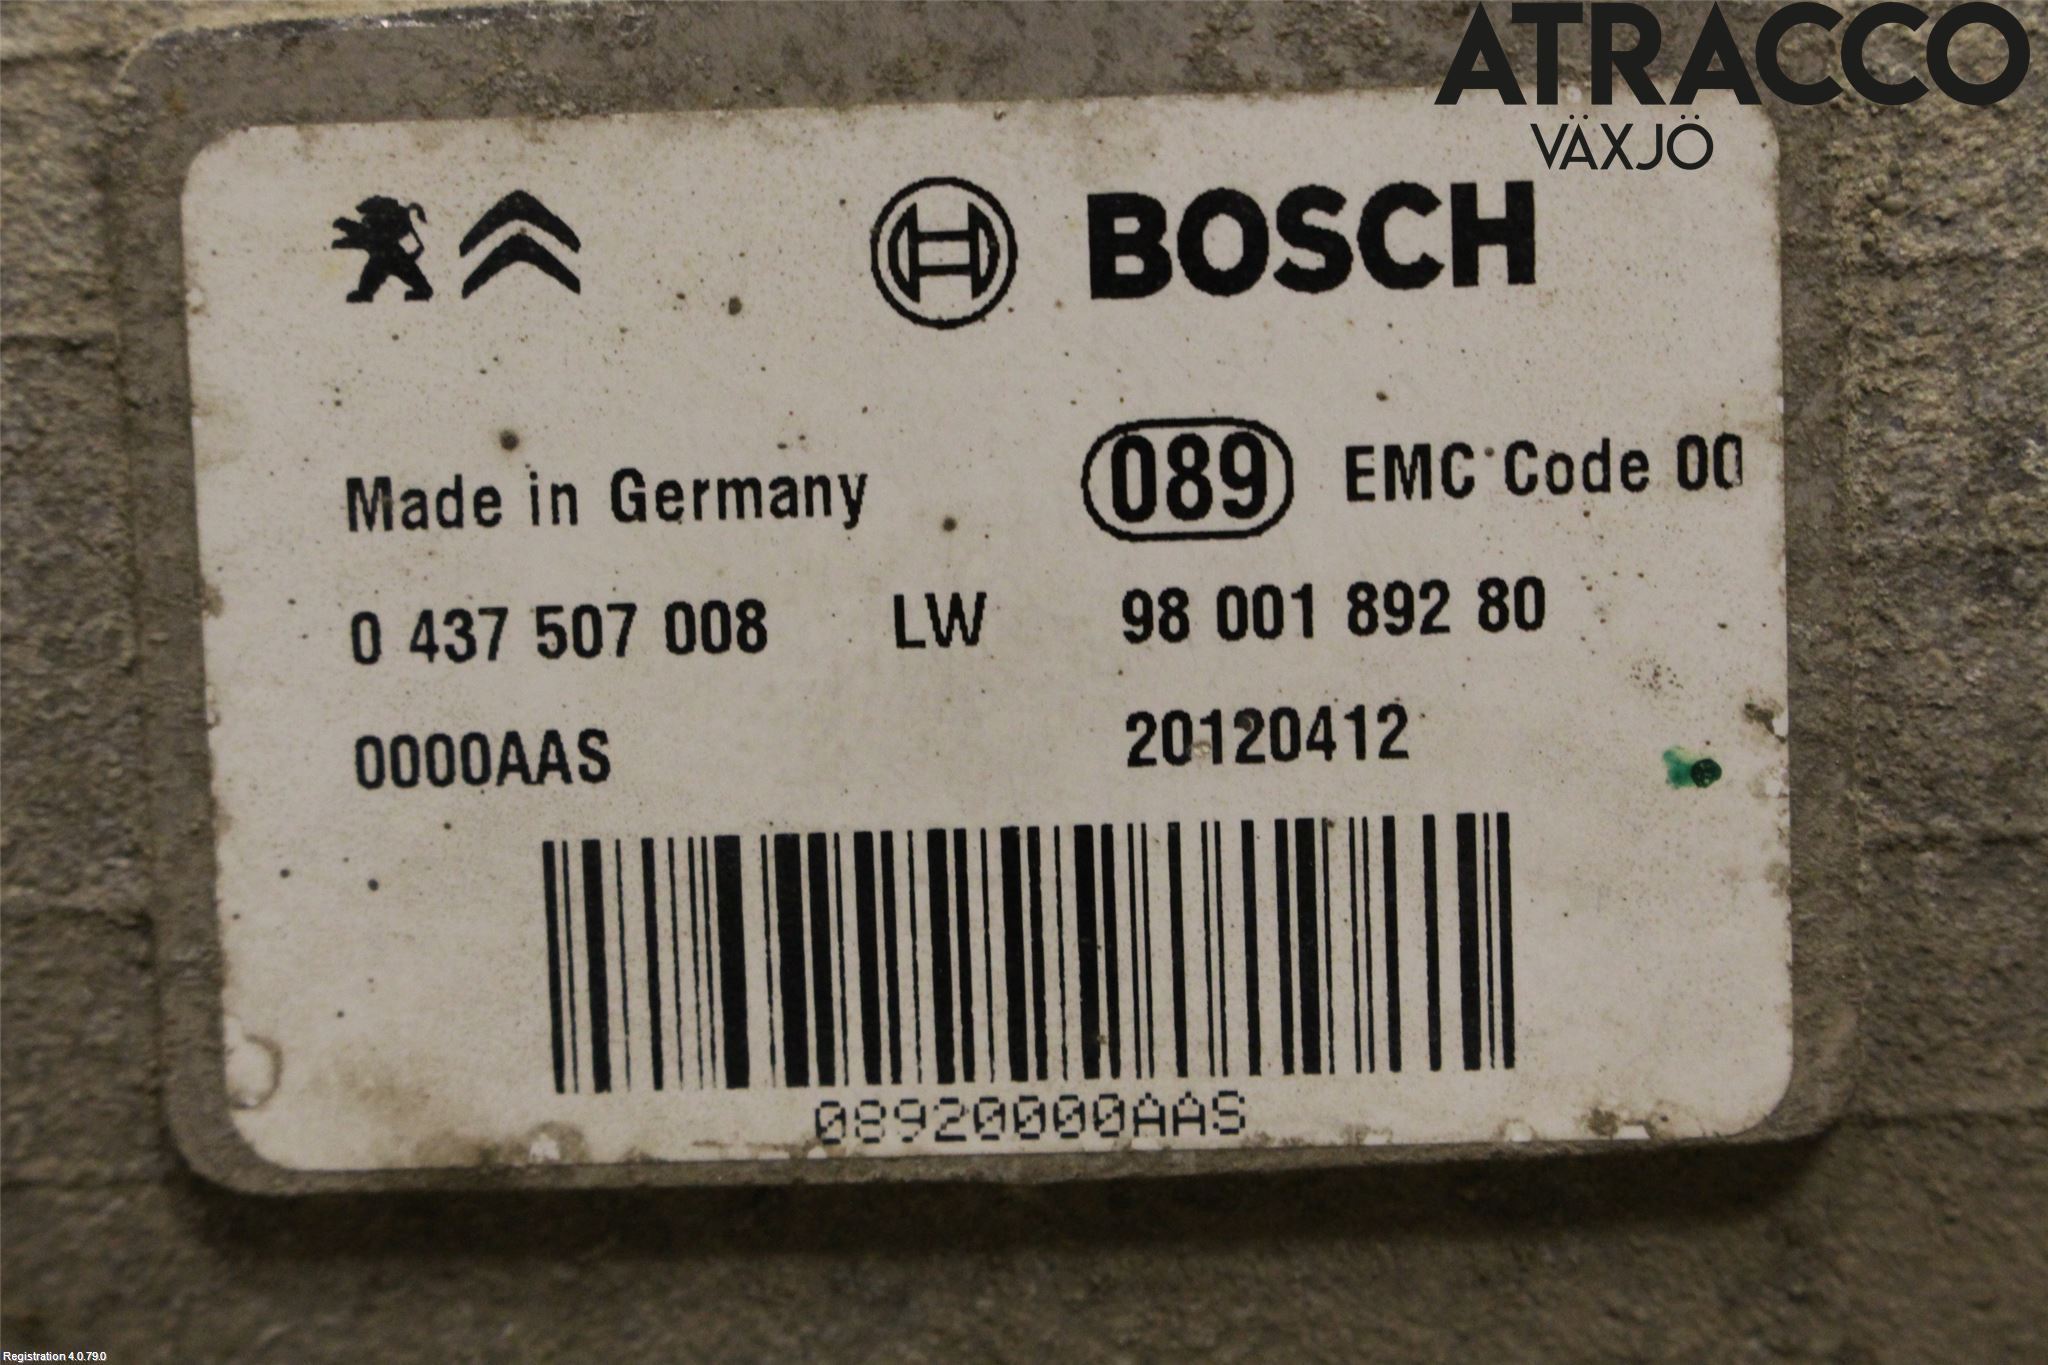 ATRACCO
VÄXJÖ
BOSCH
Made in Germany 089 EMC Code 00
0 437 507 008 LW 98 001 892 80
0000AAS 20120412
08920000AAS
Registration 4.0.79.0